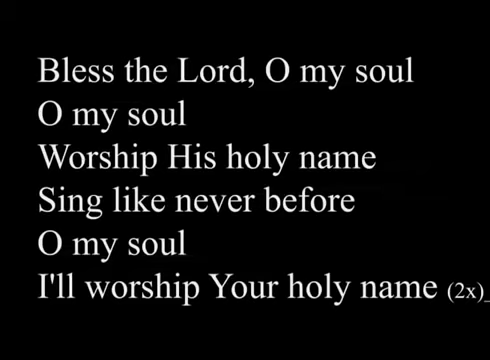 Bless the Lord, O my soul
O my soul
Worship His holy name
Sing like never before
O my soul
I'll worship Your holy name (2x)_